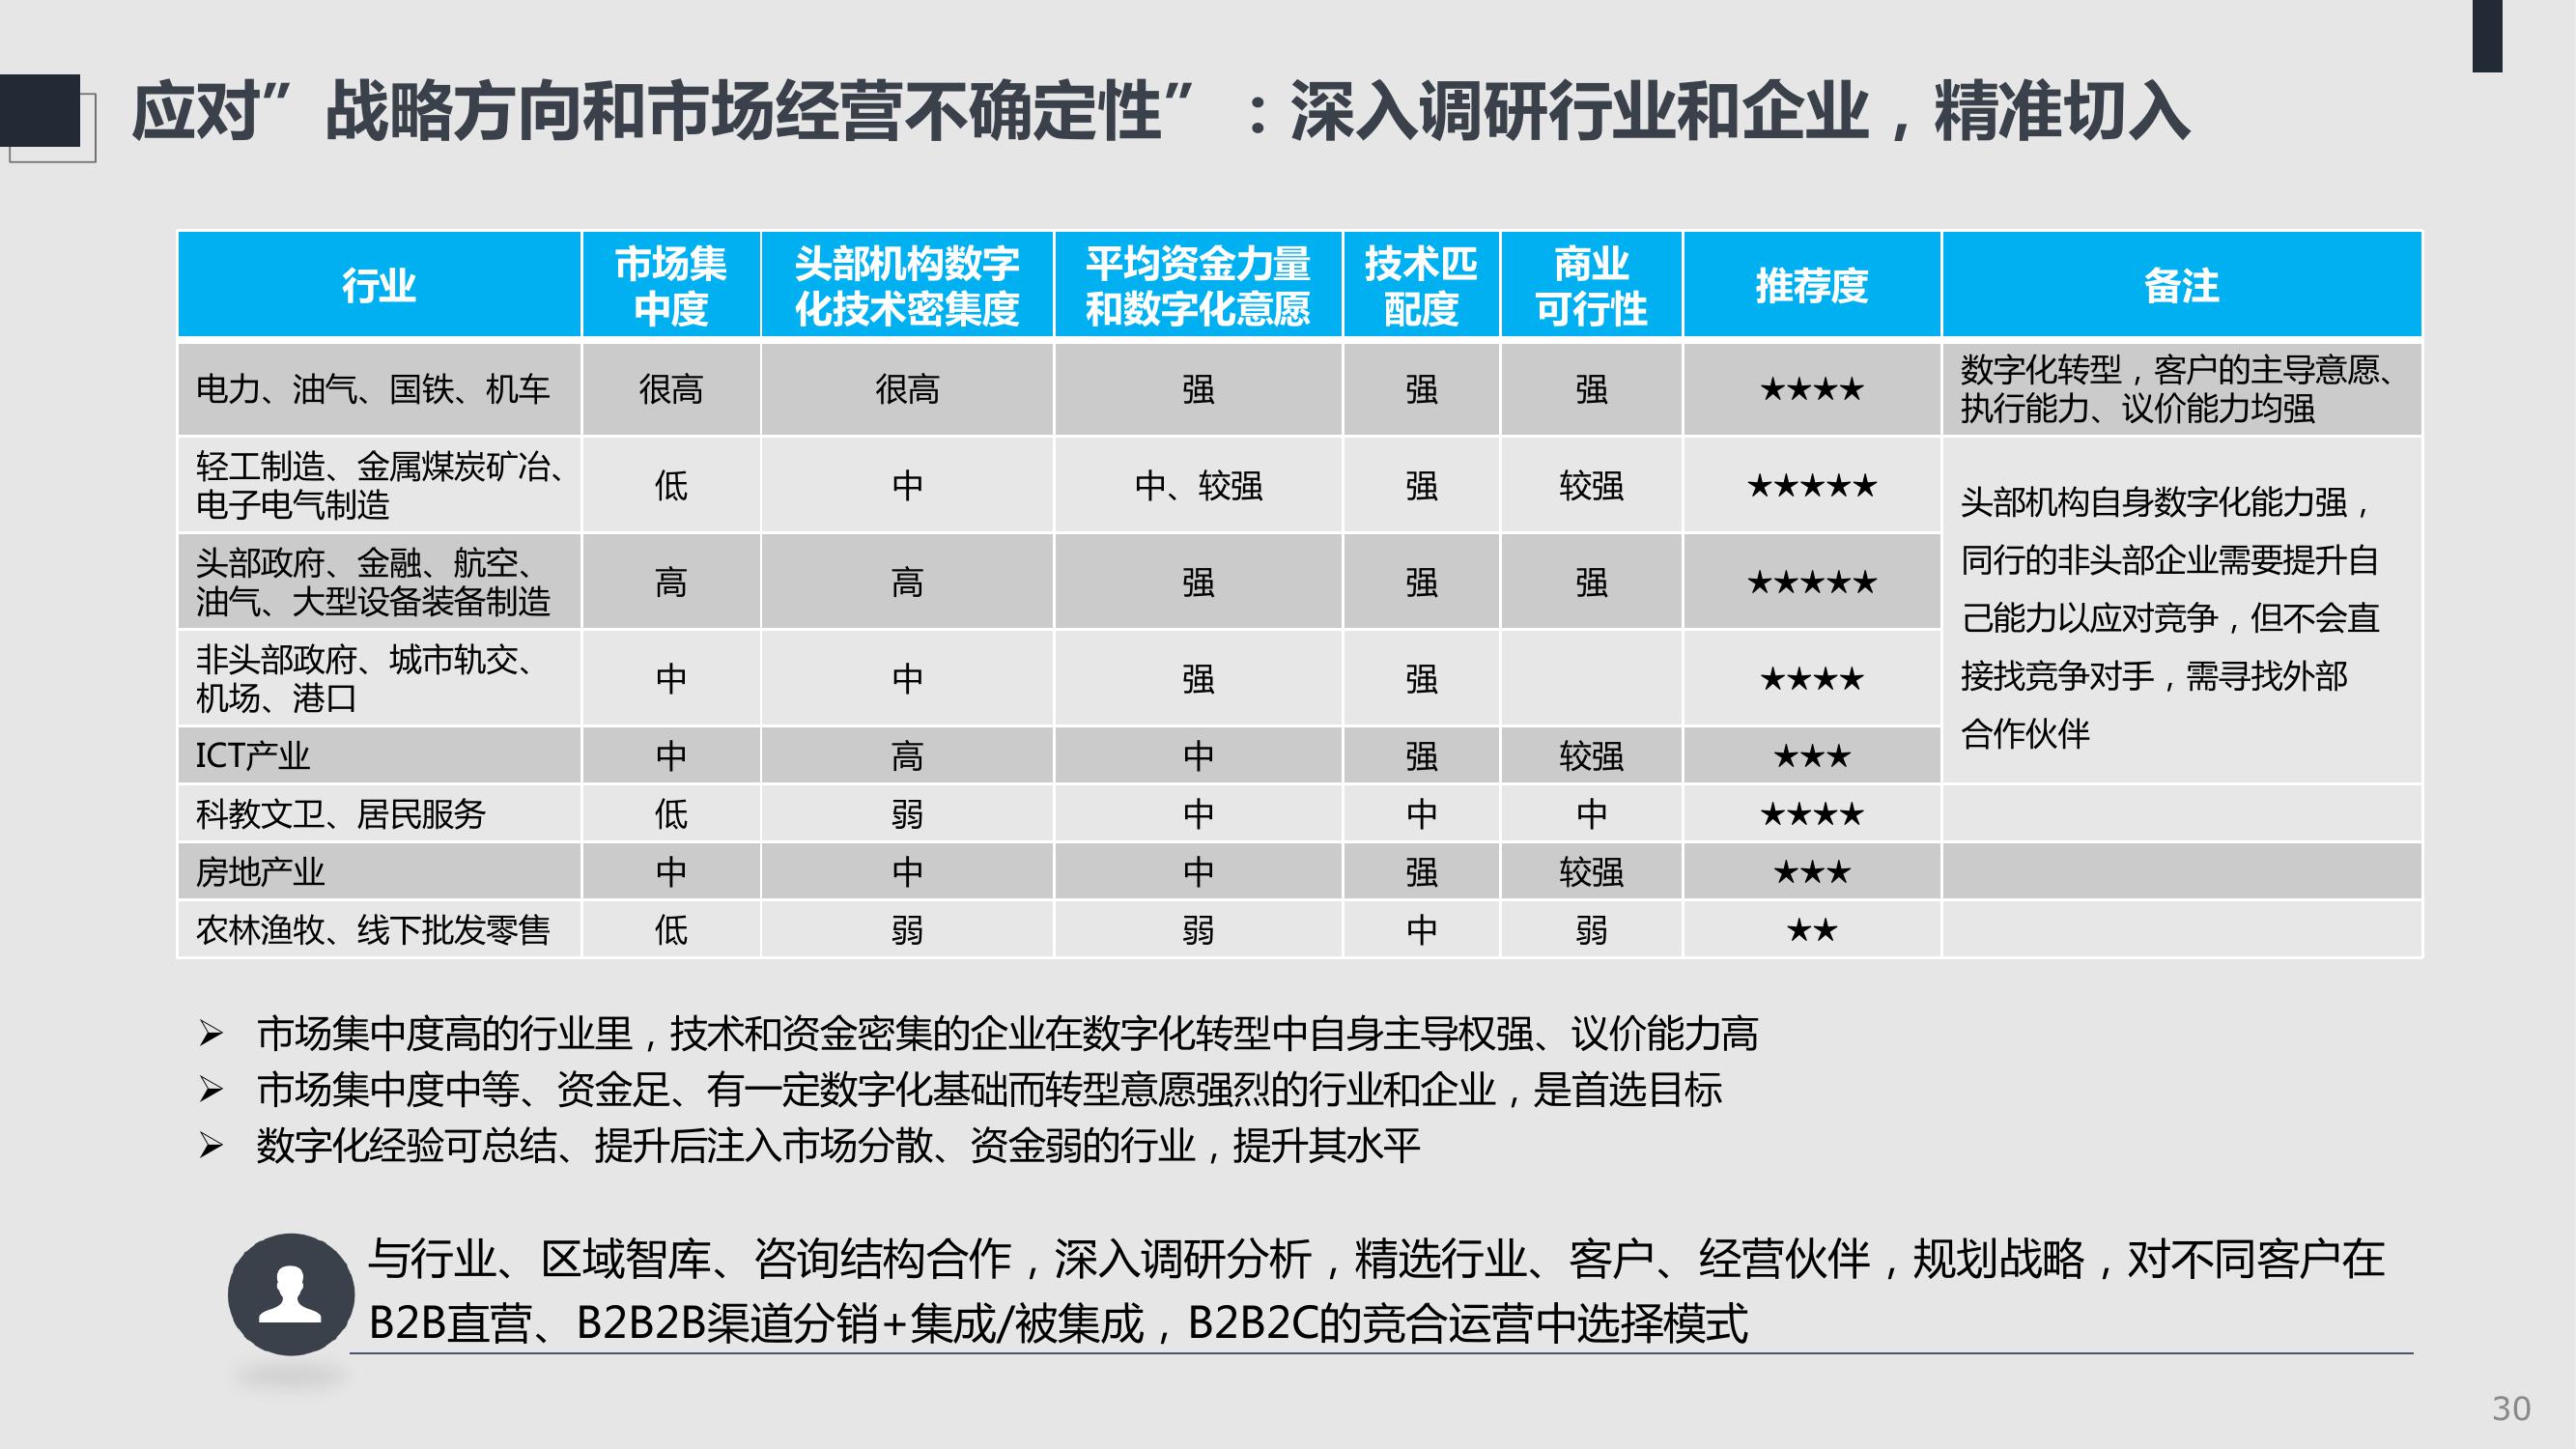 应对”战略方向和市场经营不确定性”：深入调研行业和企业，精准切入
行业
市场集
中度
头部机构数字
化技术密集度
平均资金力量
和数字化意愿
技术匹
配度
商业
可行性
推荐度
备注
电力、油气、国铁、机车
很高
很高
强
强
强
★★★★
数字化转型，客户的主导意愿、
执行能力、议价能力均强
轻工制造、金属煤炭矿冶、
电子电气制造
低
中
中、较强
强
较强
★★★★★
头部机构自身数字化能力强，
同行的非头部企业需要提升自
己能力以应对竞争，但不会直
接找竞争对手，需寻找外部
合作伙伴
头部政府、金融、航空、
油气、大型设备装备制造
高
高
强
强
强
★★★★★
非头部政府、城市轨交、
机场、港口
中
中
强
强
★★★★
ICT产业
中
高
中
强
较强
★★★
科教文卫、居民服务
低
弱
中
中
中
★★★★
房地产业
中
中
中
强
较强
★★★
农林渔牧、线下批发零售
低
弱
弱
中
弱
★★
➢ 市场集中度高的行业里，技术和资金密集的企业在数字化转型中自身主导权强、议价能力高
➢ 市场集中度中等、资金足、有一定数字化基础而转型意愿强烈的行业和企业，是首选目标
➢ 数字化经验可总结、提升后注入市场分散、资金弱的行业，提升其水平
与行业、区域智库、咨询结构合作，深入调研分析，精选行业、客户、经营伙伴，规划战略，对不同客户在
B2B直营、B2B2B渠道分销+集成/被集成，B2B2C的竞合运营中选择模式
30